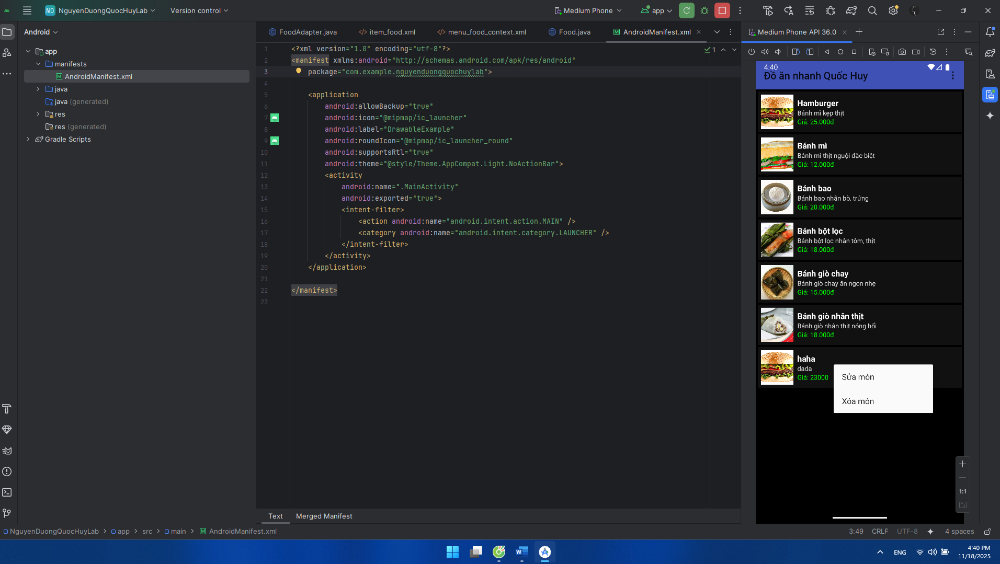 ND NguyenDuongQuocHuyLab
Version control
Medium Phone
app
Android
app
manifests
AndroidManifest.xml
java
java (generated)
res
res (generated)
Gradle Scripts
FoodAdapter.java
item_food.xml
menu_food_context.xml
Food.java
AndroidManifest.xml
1
1 <?xml version="1.0" encoding="utf-8"?>
2 <manifest xmlns:android="http://schemas.android.com/apk/res/android"
3 package="com.example.nguyenduongquochuylab">
4
5 <application
6 android:allowBackup="true"
7 android:icon="@mipmap/ic_launcher"
8 android:label="DrawableExample"
9 android:roundIcon="@mipmap/ic_launcher_round"
10 android:supportsRtl="true"
11 android:theme="@style/Theme.AppCompat.Light.NoActionBar">
12 <activity
13 android:name=".MainActivity"
14 android:exported="true">
15 <intent-filter>
16 <action android:name="android.intent.action.MAIN" />
17 <category android:name="android.intent.category.LAUNCHER" />
18 </intent-filter>
19 </activity>
20 </application>
21
22 </manifest>
23
Text
Merged Manifest
Medium Phone API 36.0
4:40
Đồ ăn nhanh Quốc Huy
Hamburger
Bánh mì kẹp thịt
Giá: 25.000đ
Bánh mì
Bánh mì thịt nguội đặc biệt
Giá: 12.000đ
Bánh bao
Bánh bao nhân bò, trứng
Giá: 20.000đ
Bánh bột lọc
Bánh bột lọc nhân tôm, thịt
Giá: 18.000đ
Bánh giò chay
Bánh giò chay ăn ngon nhẹ
Giá: 15.000đ
Bánh giò nhân thịt
Bánh giò nhân thịt nóng hổi
Giá: 18.000đ
haha
dada
Giá: 23000
Sửa món
Xóa món
1:1
NguyenDuongQuocHuyLab
app
src
main
AndroidManifest.xml
3:49
CRLF
UTF-8
4 spaces
ENG
4:40 PM
11/18/2025